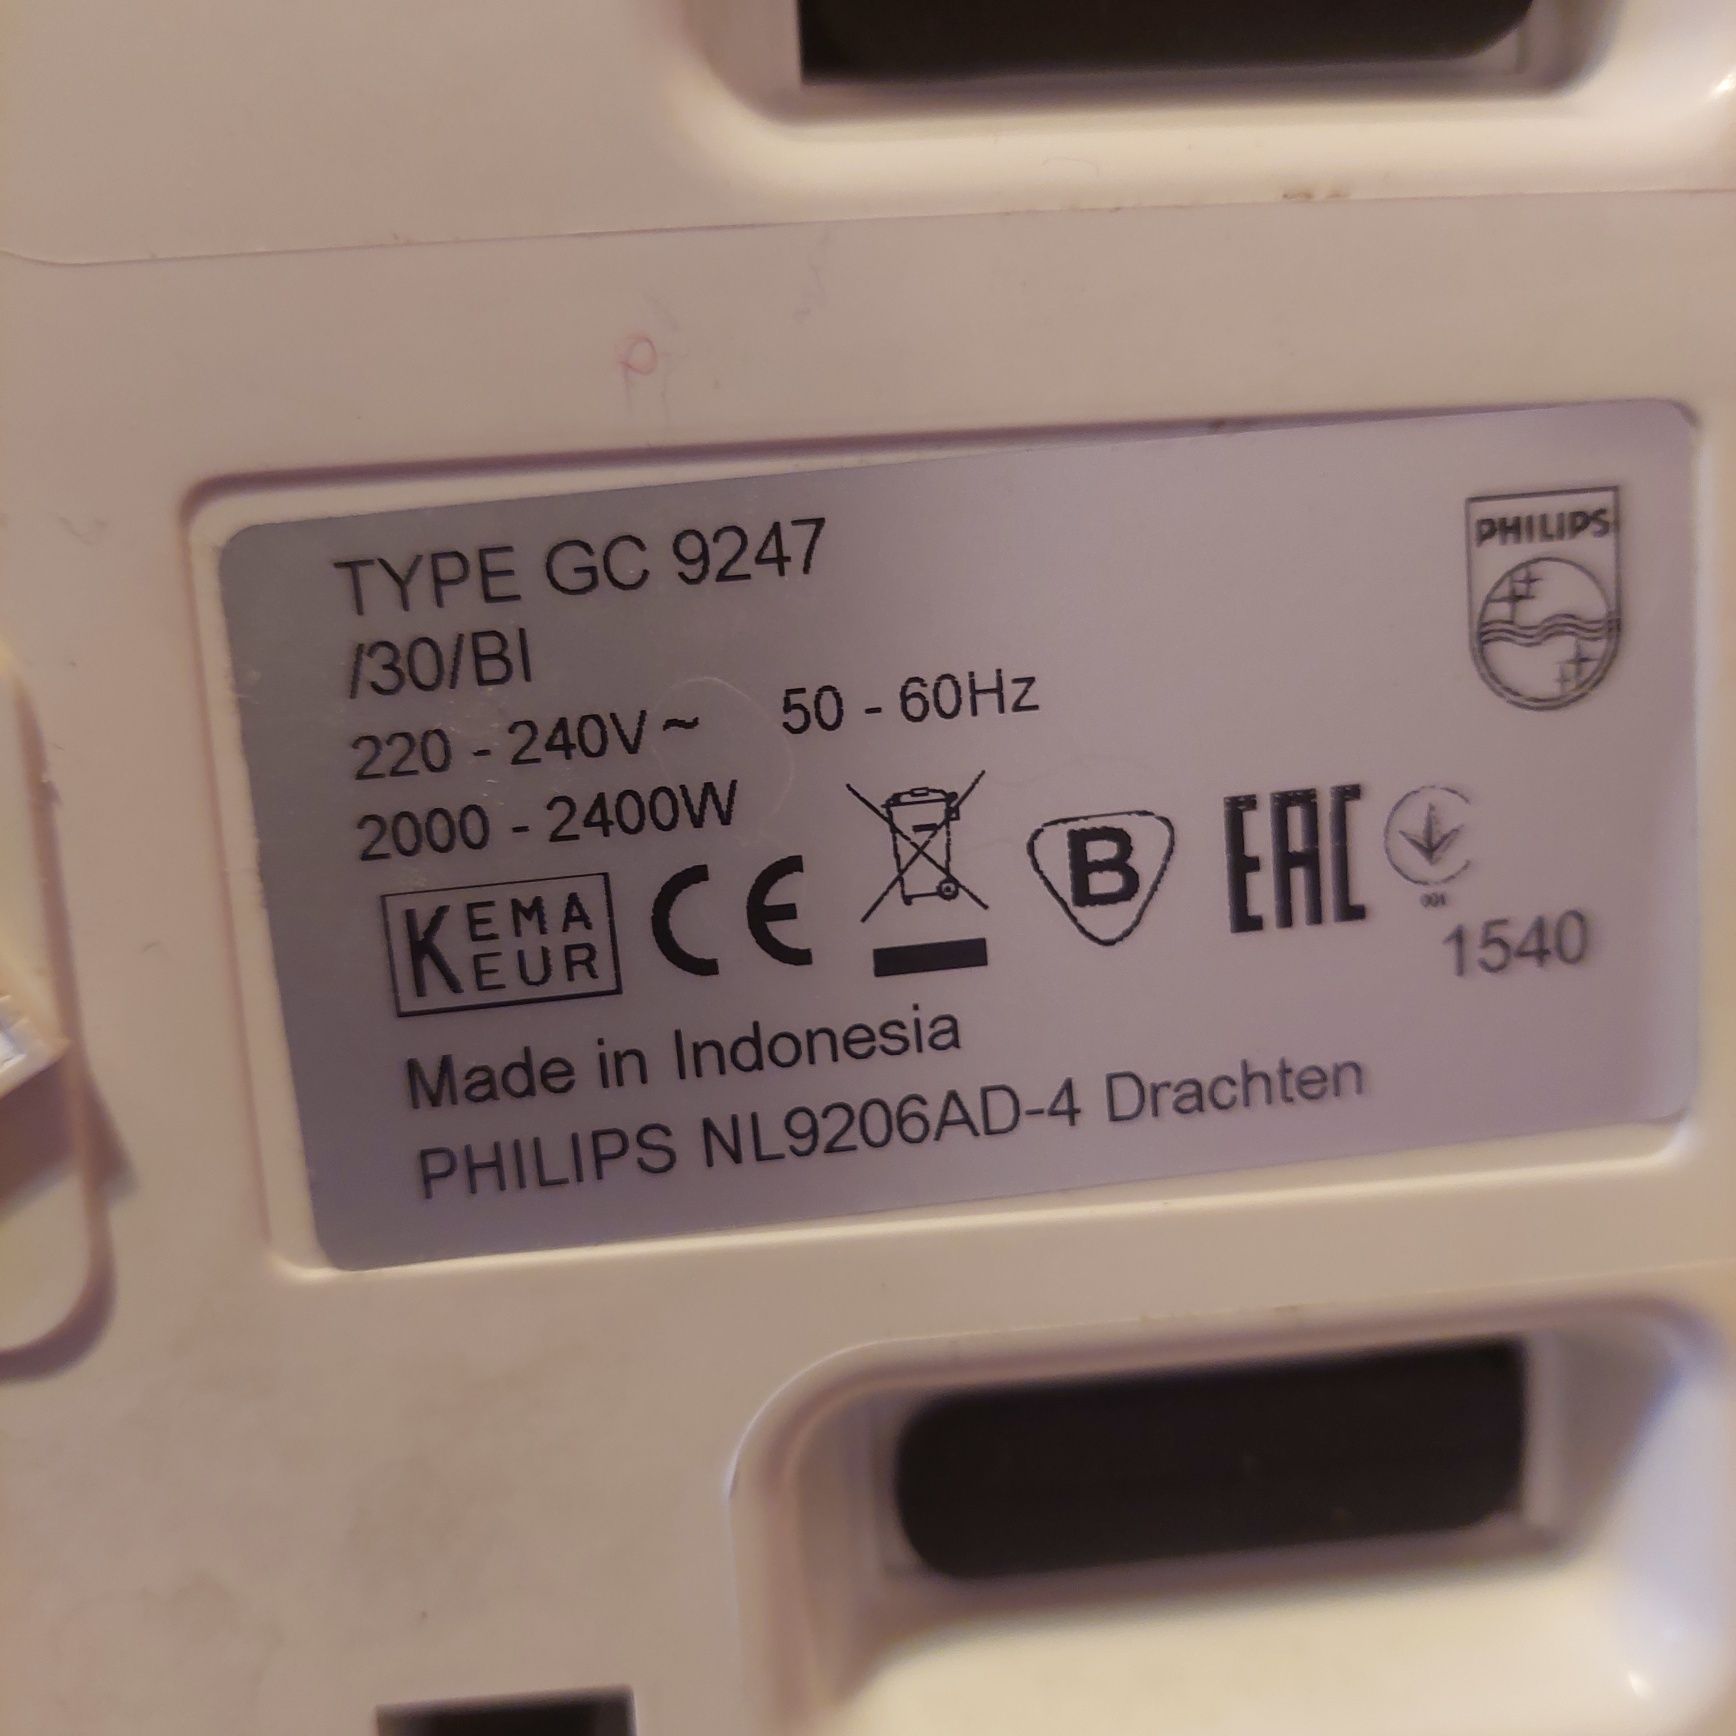 TYPE GC 9247
/30/BI
PHILIPS
220 - 240V~ 50 - 60Hz
2000 - 2400W
KEMA
EUR
CE
B
EAC
1540
Made in Indonesia
PHILIPS NL9206AD-4 Drachten